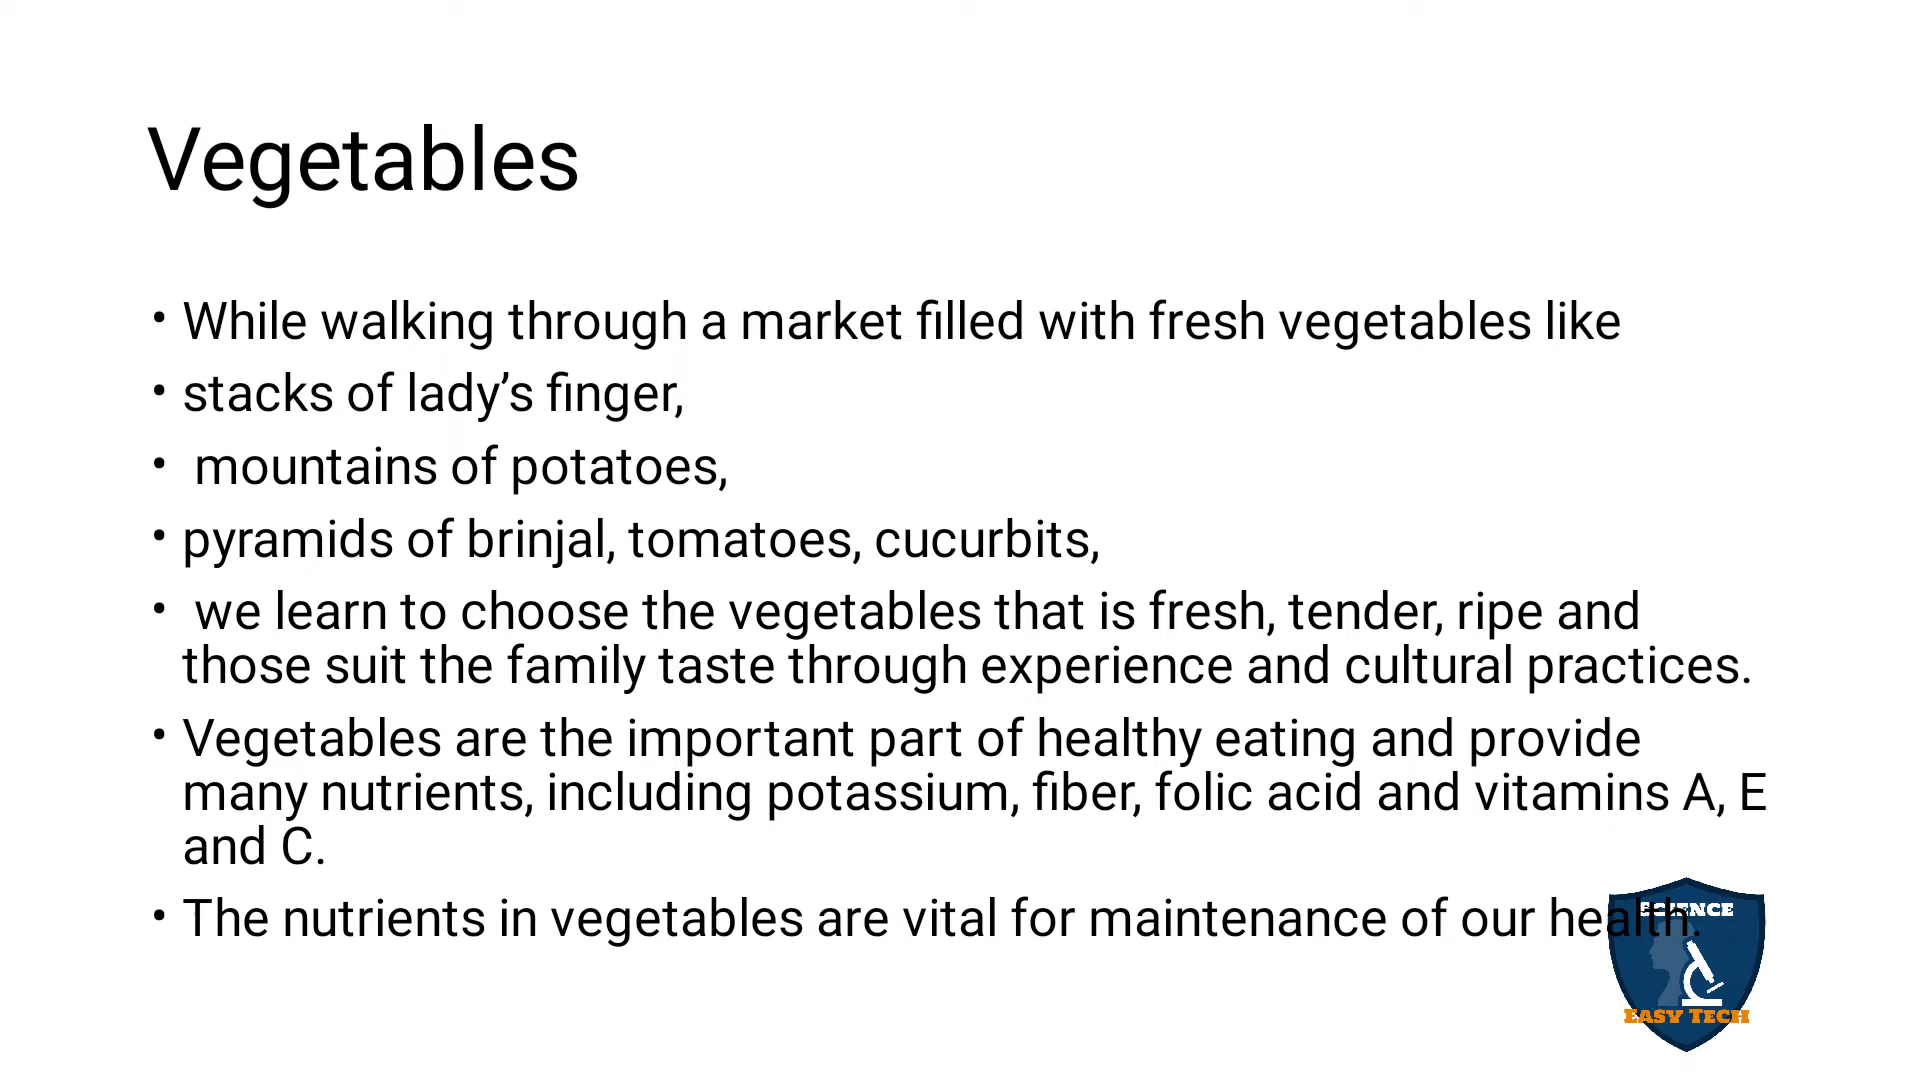 Vegetables
• While walking through a market filled with fresh vegetables like
• stacks of lady’s finger,
• mountains of potatoes,
• pyramids of brinjal, tomatoes, cucurbits,
• we learn to choose the vegetables that is fresh, tender, ripe and
those suit the family taste through experience and cultural practices.
• Vegetables are the important part of healthy eating and provide
many nutrients, including potassium, fiber, folic acid and vitamins A, E
and C.
• The nutrients in vegetables are vital for maintenance of our health.
SCIENCE
EASY TECH